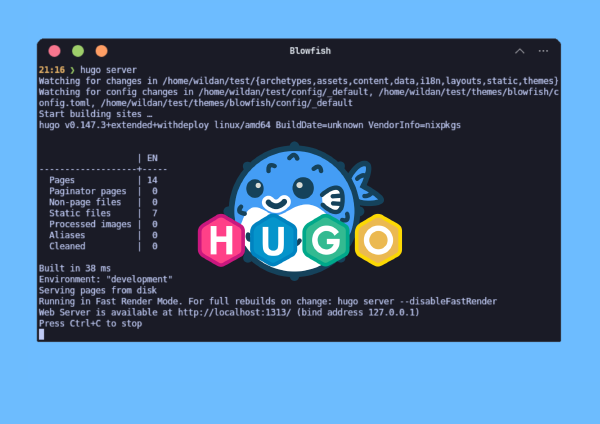 Blowfish
21:16 ❯ hugo server
Watching for changes in /home/wildan/test/{archetypes,assets,content,data,i18n,layouts,static,themes}
Watching for config changes in /home/wildan/test/config/_default, /home/wildan/test/themes/blowfish/c
onfig.toml, /home/wildan/test/themes/blowfish/config/_default
Start building sites …
hugo v0.147.3+extended+withdeploy linux/amd64 BuildDate=unknown VendorInfo=nixpkgs
                   | EN
-------------------+-----
  Pages            | 14
  Paginator pages  |  0
  Non-page files   |  0
  Static files     |  7
  Processed images |  0
  Aliases          |  0
  Cleaned          |  0
HUGO
Built in 38 ms
Environment: "development"
Serving pages from disk
Running in Fast Render Mode. For full rebuilds on change: hugo server --disableFastRender
Web Server is available at http://localhost:1313/ (bind address 127.0.0.1)
Press Ctrl+C to stop